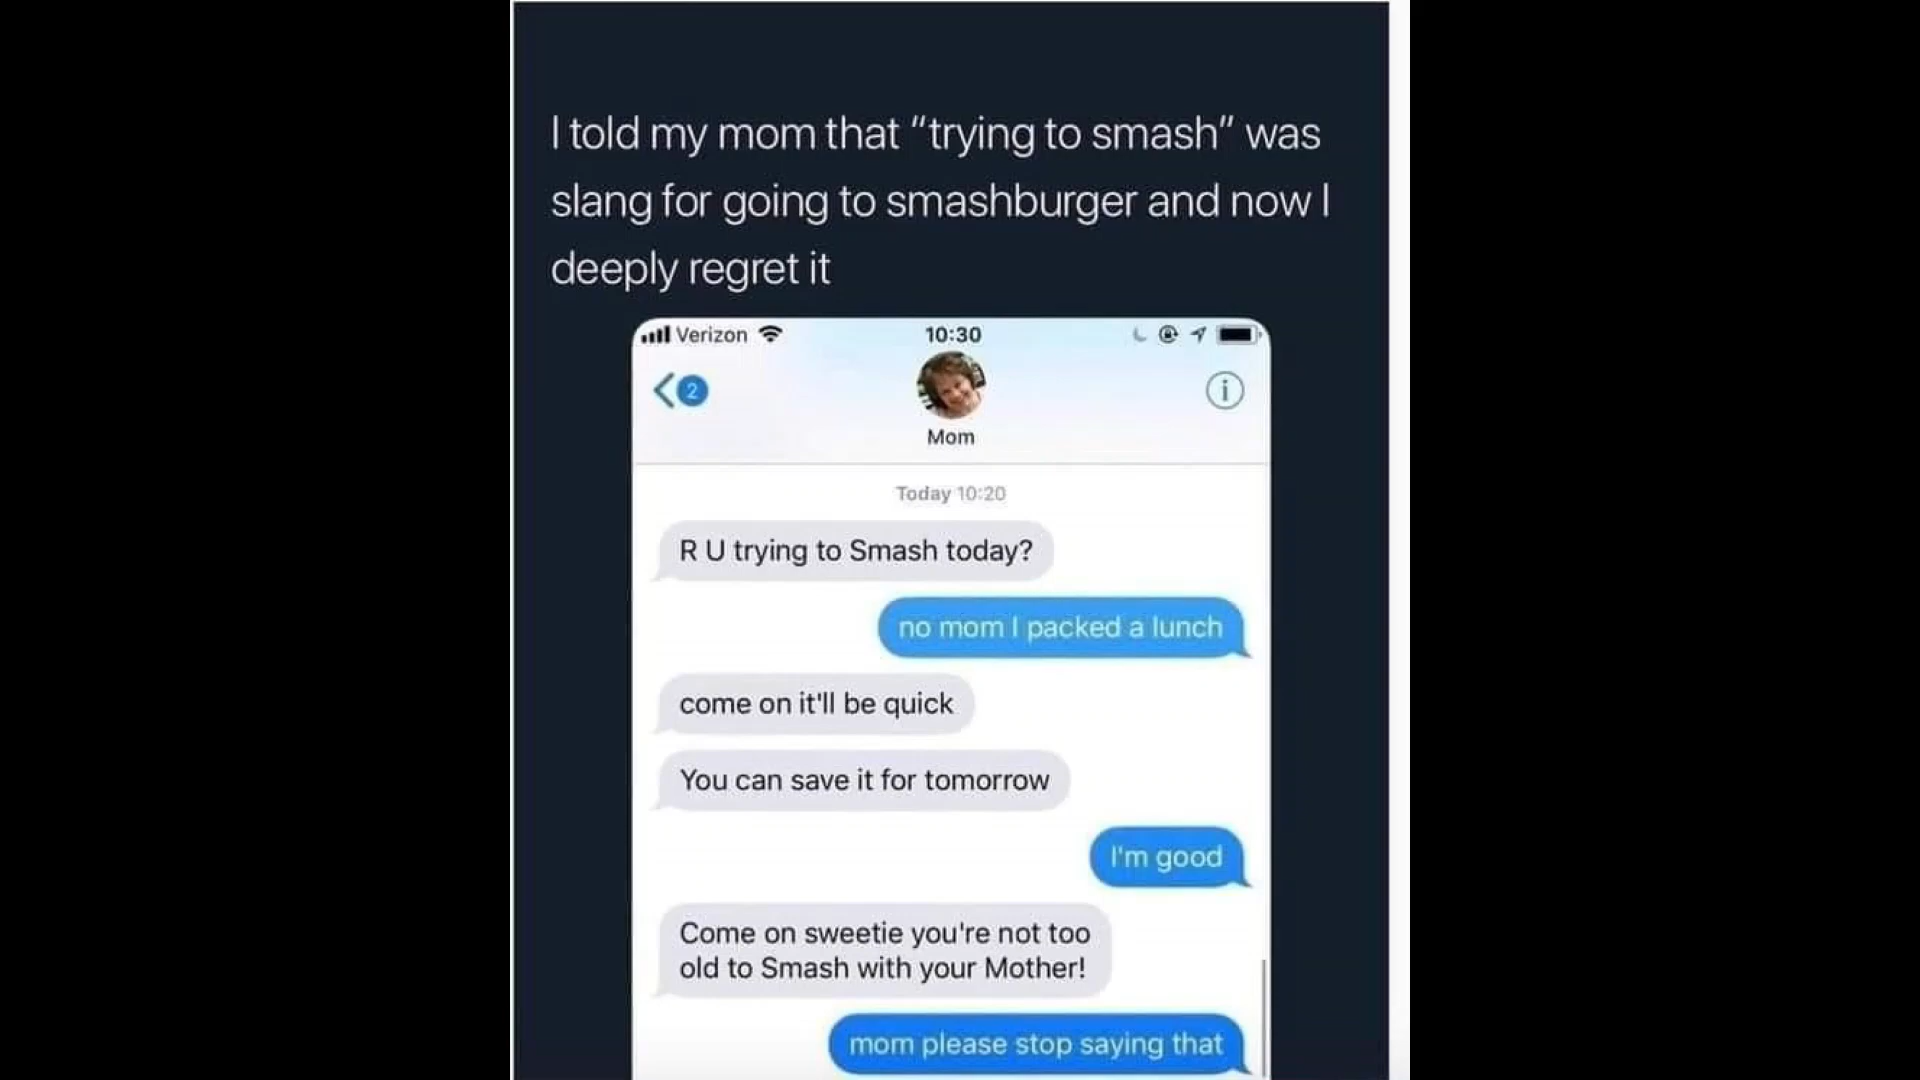 I told my mom that “trying to smash” was
slang for going to smashburger and now I
deeply regret it
Verizon 10:30
2
Mom
Today 10:20
R U trying to Smash today?
no mom I packed a lunch
come on it'll be quick
You can save it for tomorrow
I'm good
Come on sweetie you're not too
old to Smash with your Mother!
mom please stop saying that